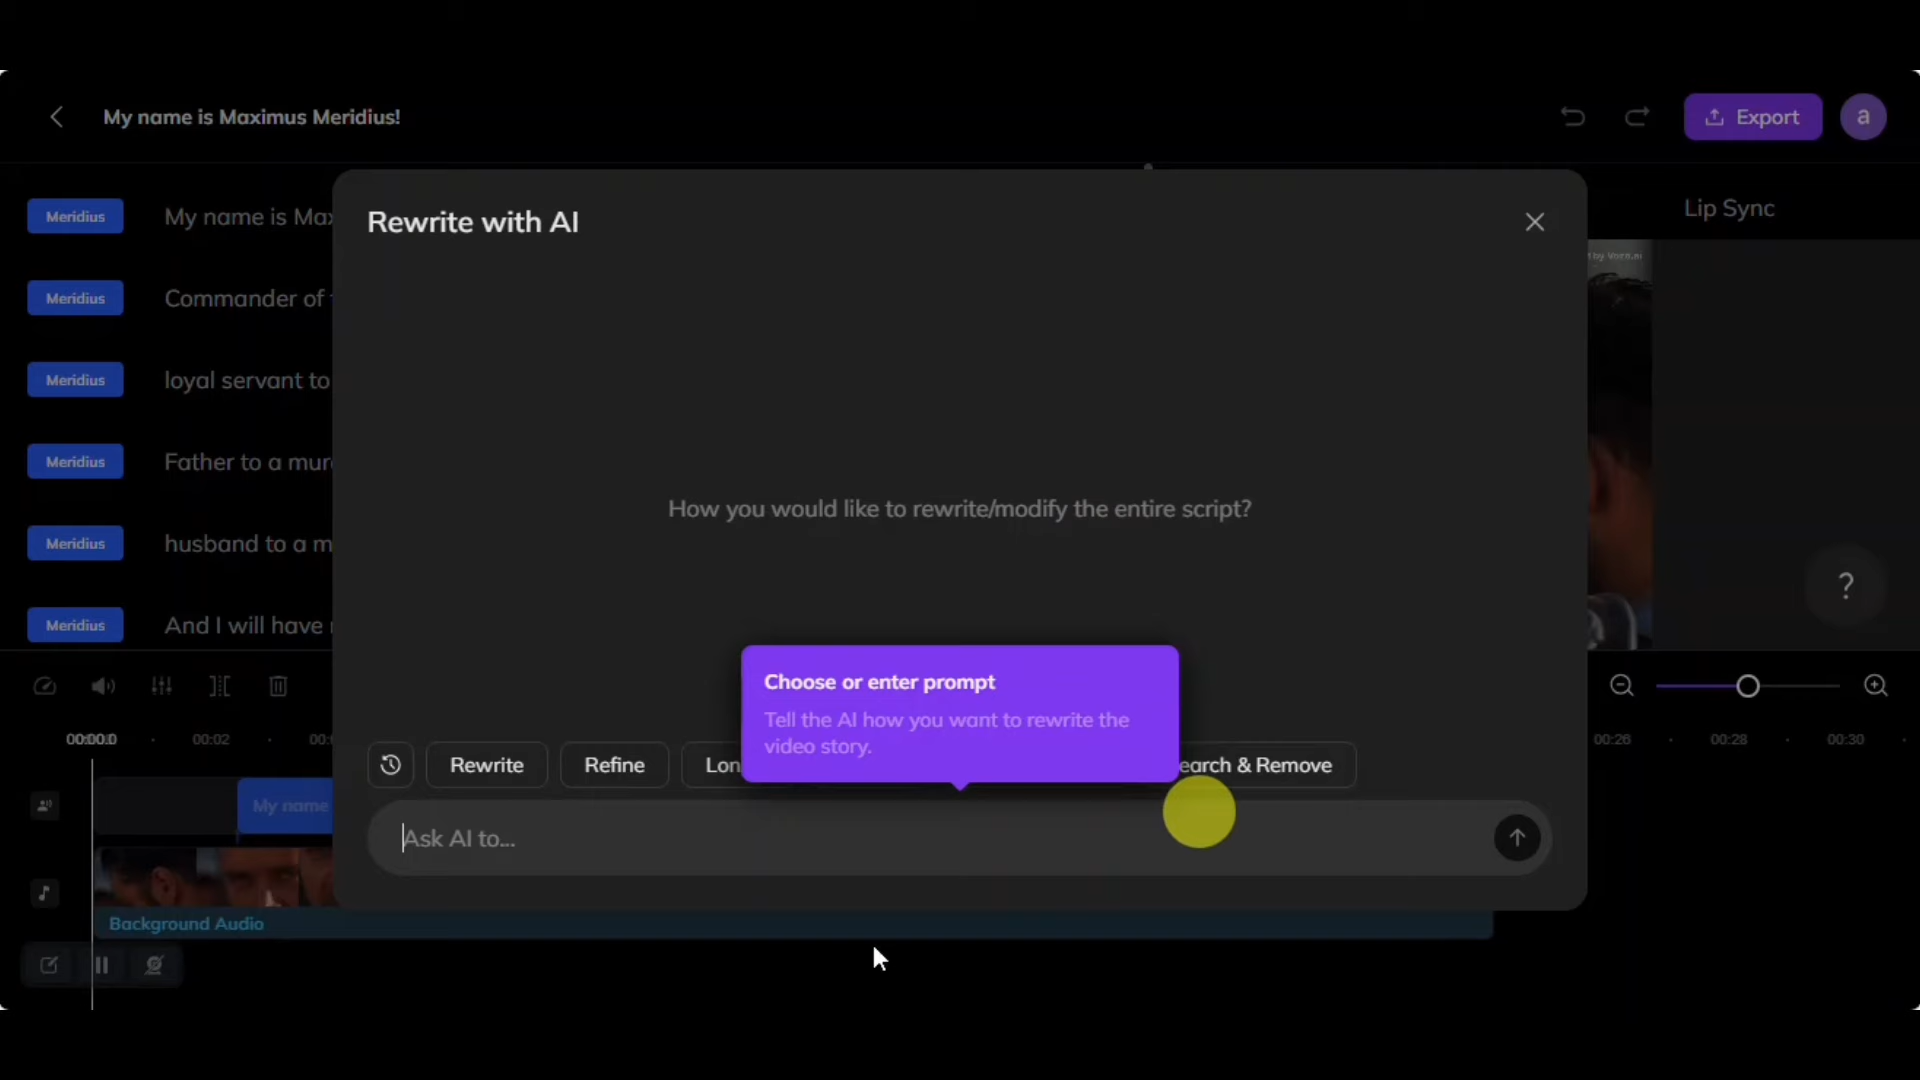 My name is Maximus Meridius!
Export
a
Rewrite with AI
Lip Sync
Meridius My name is Max
Meridius Commander of
Meridius loyal servant to
Meridius Father to a mur
Meridius husband to a m
Meridius And I will have
How you would like to rewrite/modify the entire script?
?
Choose or enter prompt
Tell the AI how you want to rewrite the
video story.
Rewrite
Refine
Lon
earch & Remove
Ask AI to...
00:00.0
00:02
00:26
00:28
00:30
My name
Background Audio